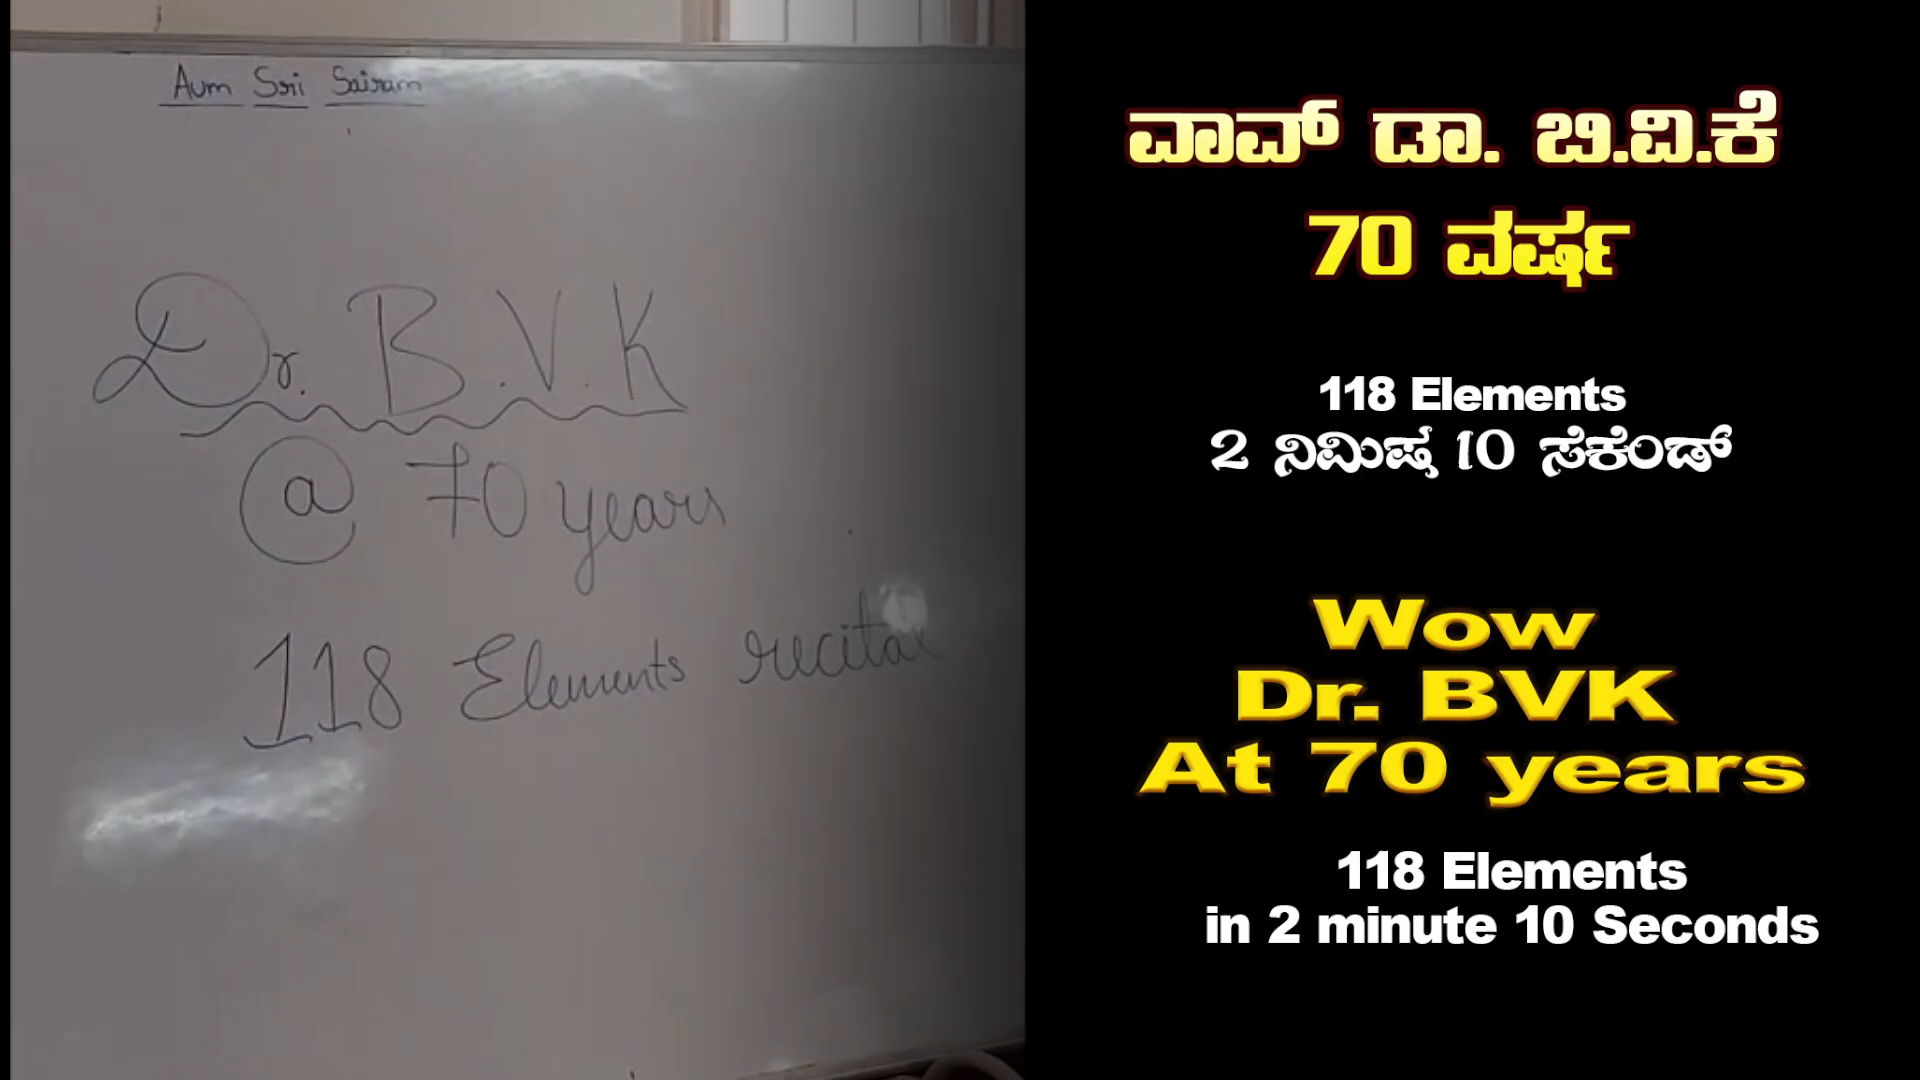 Aum Sri Sairam
Dr. B.V.K
@ 70 years
118 Elements recital
ವಾವ್ ಡಾ. ಬಿ.ವಿ.ಕೆ
70 ವರ್ಷ
118 Elements
2 ನಿಮಿಷ 10 ಸೆಕೆಂಡ್
Wow
Dr. BVK
At 70 years
118 Elements
in 2 minute 10 Seconds